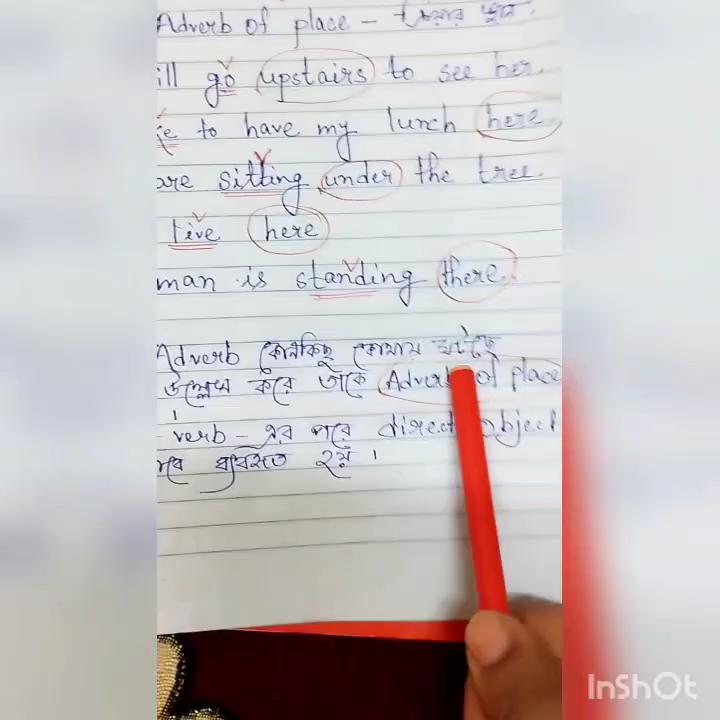 Adverb of place -
ill go upstairs to see her.
ke to have my lunch here.
are sitting under the tree.
live here
man is standing there.
Adverb কোনকিছু কোথায় ঘটেছে
উল্লেখ করে তাকে Adverb of place
।
verb - এর পরে direct object
ব্যবহৃত হয় ।
InShOt